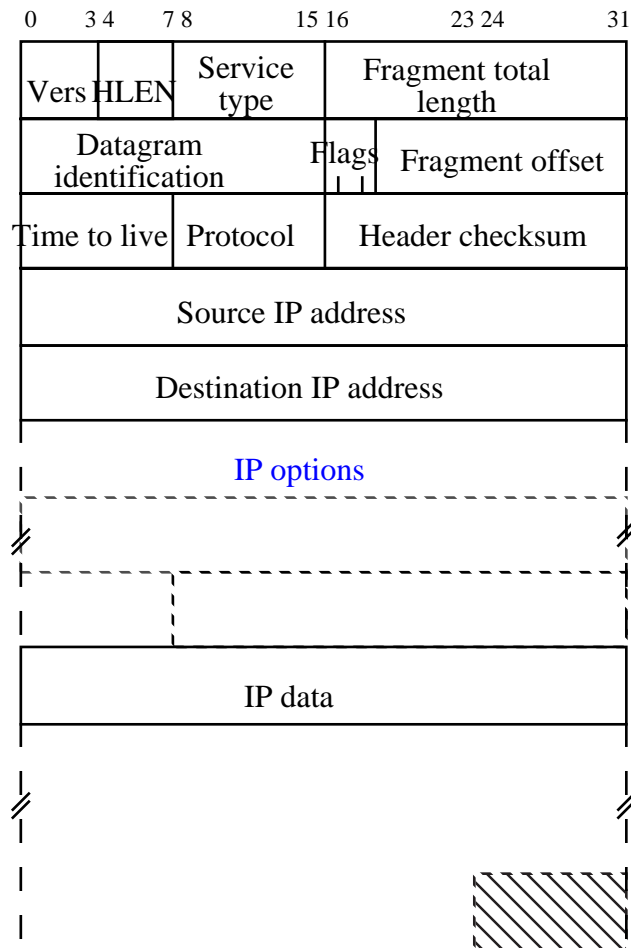 0 3 4 7 8 15 16 23 24 31
Vers HLEN Service type Fragment total length
Datagram identification Flags Fragment offset
Time to live Protocol Header checksum
Source IP address
Destination IP address
IP options
IP data